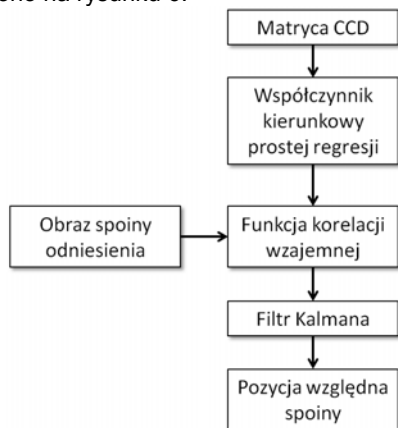 Matryca CCD
Współczynnik
kierunkowy
prostej regresji
Obraz spoiny
odniesienia
Funkcja korelacji
wzajemnej
Filtr Kalmana
Pozycja względna
spoiny